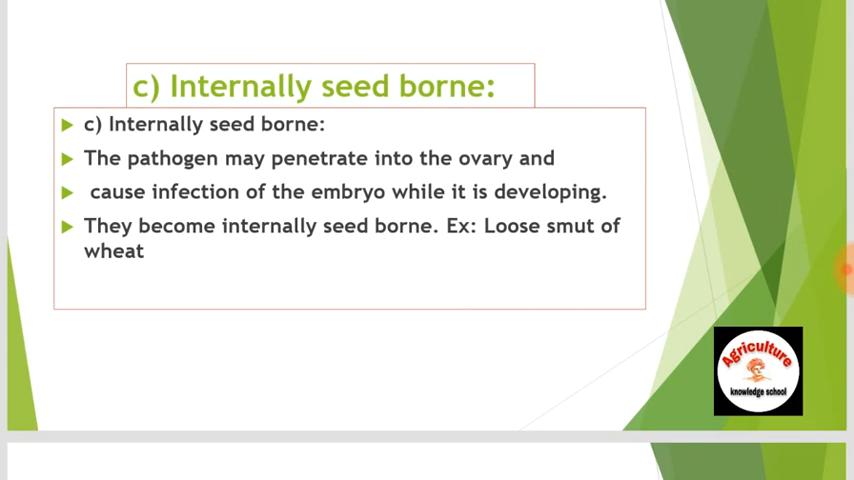 c) Internally seed borne:
c) Internally seed borne:
The pathogen may penetrate into the ovary and
cause infection of the embryo while it is developing.
They become internally seed borne. Ex: Loose smut of
wheat
Agriculture
knowledge school